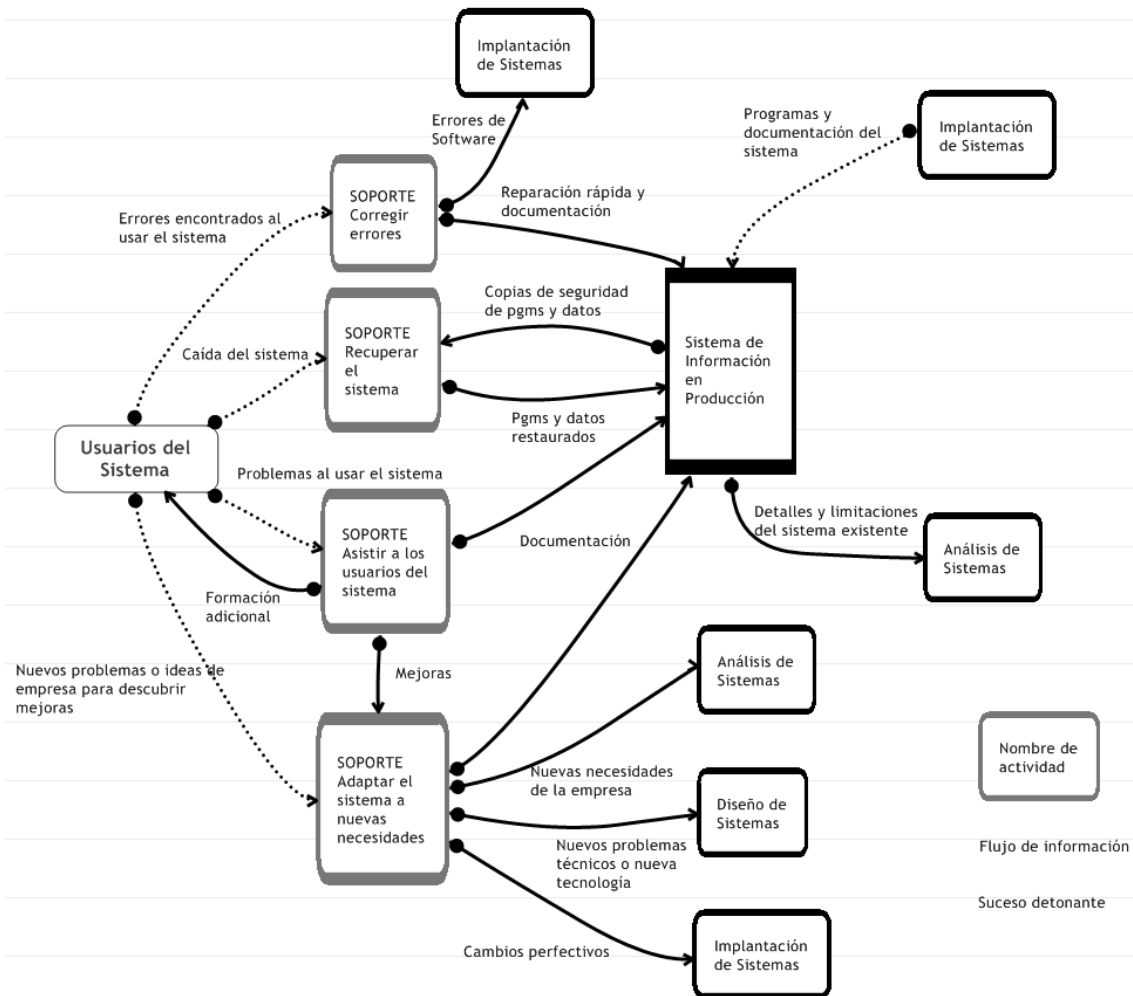 Implantación
de Sistemas
Errores de
Software
Programas y
documentación del
sistema
Implantación
de Sistemas
SOPORTE
Corregir
errores
Reparación rápida y
documentación
Errores encontrados al
usar el sistema
Copias de seguridad
de pgms y datos
SOPORTE
Recuperar
el
sistema
Caída del sistema
Sistema de
Información
en
Producción
Pgms y datos
restaurados
Usuarios del
Sistema
Problemas al usar el sistema
SOPORTE
Asistir a los
usuarios del
sistema
Documentación
Detalles y limitaciones
del sistema existente
Análisis de
Sistemas
Formación
adicional
Nuevos problemas o ideas de
empresa para descubrir
mejoras
Mejoras
Análisis de
Sistemas
SOPORTE
Adaptar el
sistema a
nuevas
necesidades
Nuevas necesidades
de la empresa
Diseño de
Sistemas
Nuevos problemas
técnicos o nueva
tecnología
Cambios perfectivos
Implantación
de Sistemas
Nombre de
actividad
Flujo de información
Suceso detonante